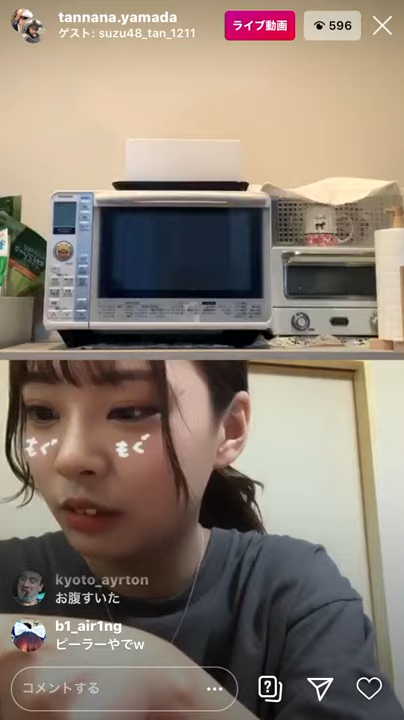 tannana.yamada
ゲスト: suzu48_tan_1211
ライブ動画
596
もぐ
もぐ
kyoto_ayrton
お腹すいた
b1_air1ng
ピーラーやでw
コメントする